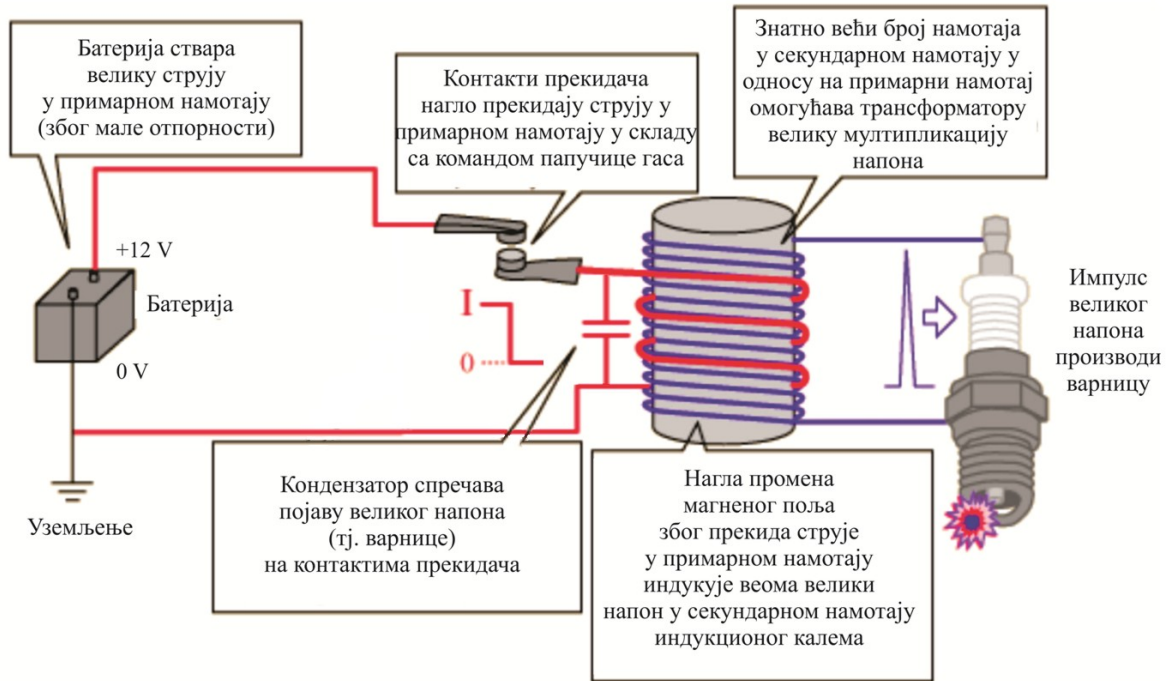 Батерија ствара
велику струју
у примарном намотају
(због мале отпорности)
Контакти прекидача
нагло прекидају струју у
примарном намотају у складу
са командом папучице гаса
Знатно већи број намотаја
у секундарном намотају у
односу на примарни намотај
омогућава трансформатору
велику мултипликацију
напона
+12 V
Батерија
0 V
Уземљење
I
0
Импулс
великог
напона
производи
варницу
Кондензатор спречава
појаву великог напона
(тј. варнице)
на контактима прекидача
Нагла промена
магненог поља
због прекида струје
у примарном намотају
индукује веома велики
напон у секундарном намотају
индукционог калема